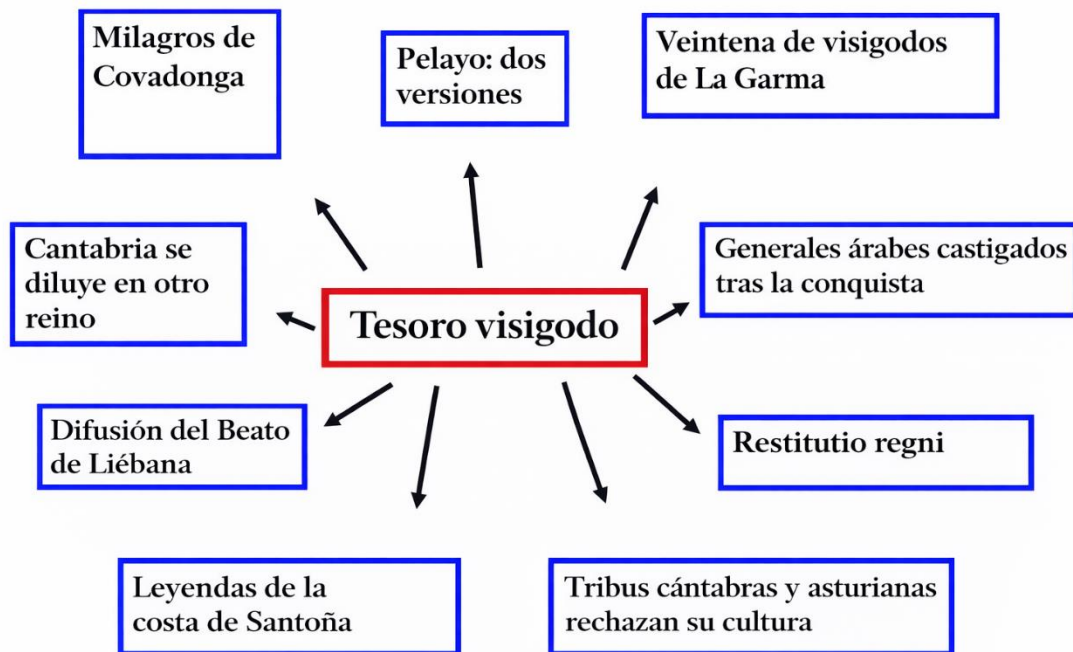 Milagros de
Covadonga
Pelayo: dos
versiones
Veintena de visigodos
de La Garma
Cantabria se
diluye en otro
reino
Tesoro visigodo
Generales árabes castigados
tras la conquista
Difusión del Beato
de Liébana
Restitutio regni
Leyendas de la
costa de Santoña
Tribus cántabras y asturianas
rechazan su cultura